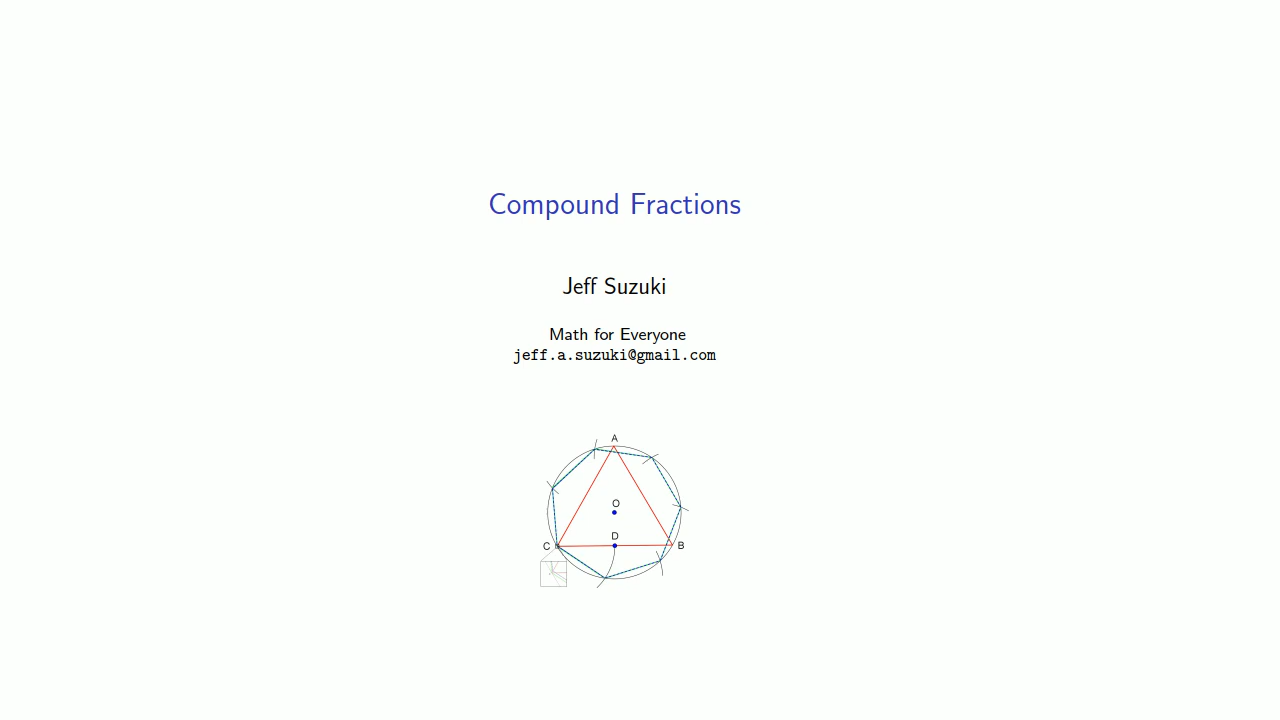 Compound Fractions
Jeff Suzuki
Math for Everyone
jeff.a.suzuki@gmail.com
A
O
D
C
B